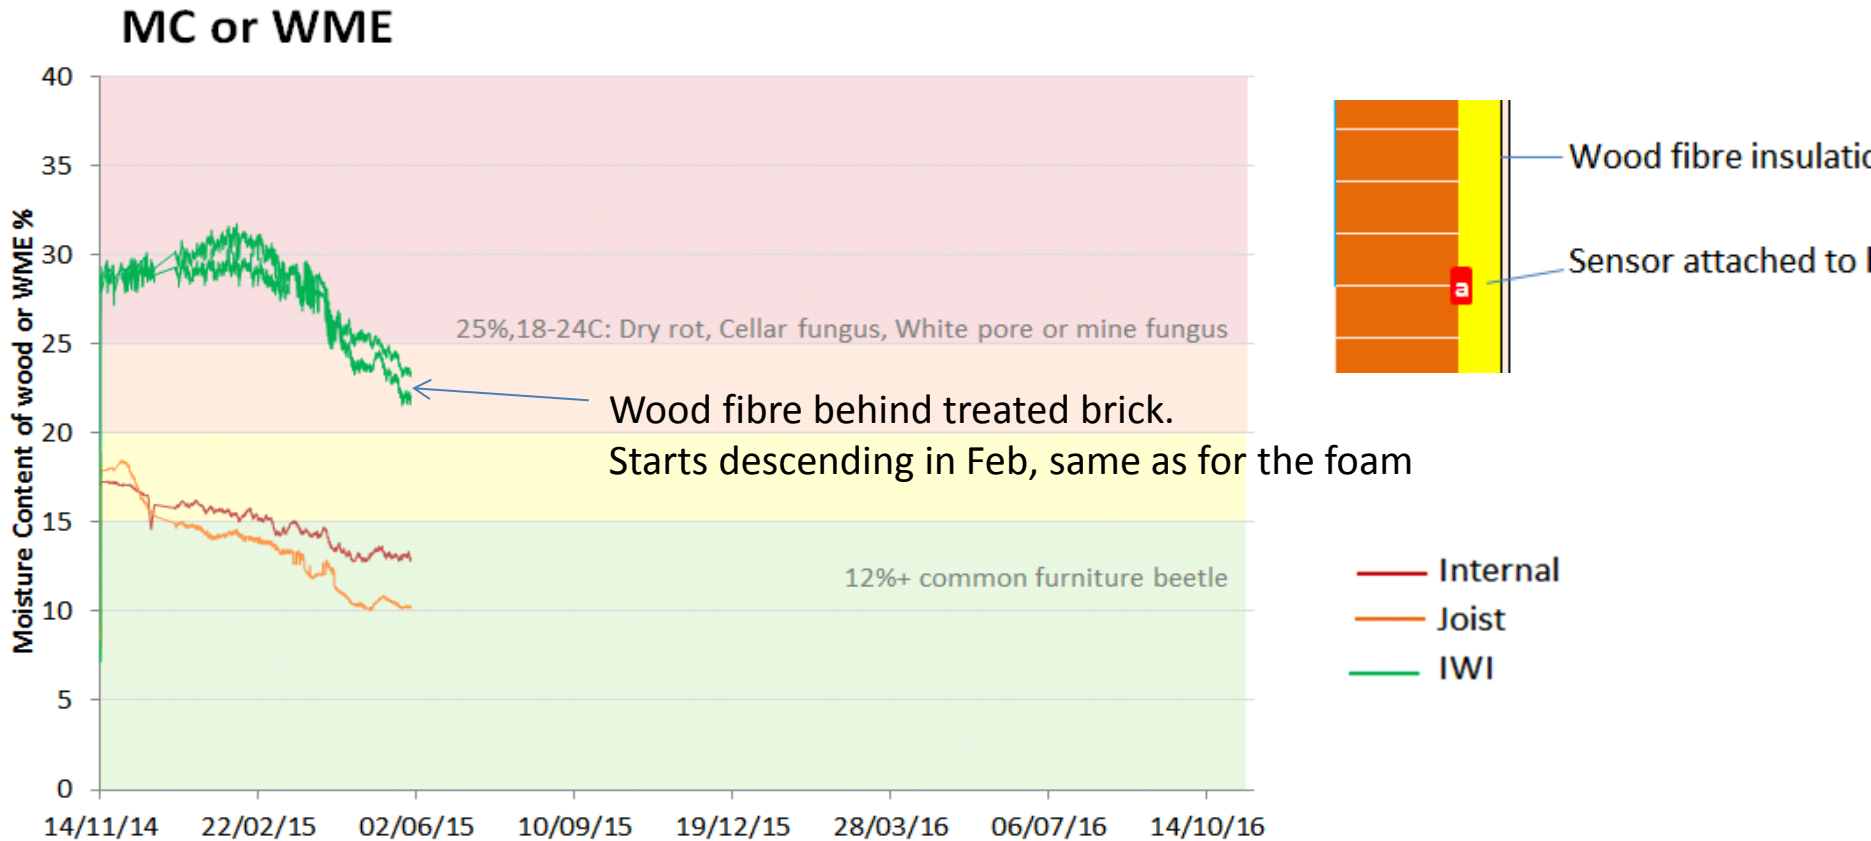 MC or WME
40
35
30
25
20
15
10
5
0
Moisture Content of wood or WME %
25%,18-24C: Dry rot, Cellar fungus, White pore or mine fungus
Wood fibre behind treated brick.
Starts descending in Feb, same as for the foam
12%+ common furniture beetle
14/11/14 22/02/15 02/06/15 10/09/15 19/12/15 28/03/16 06/07/16 14/10/16
Wood fibre
Sensor attached to
a
Internal
Joist
IWI